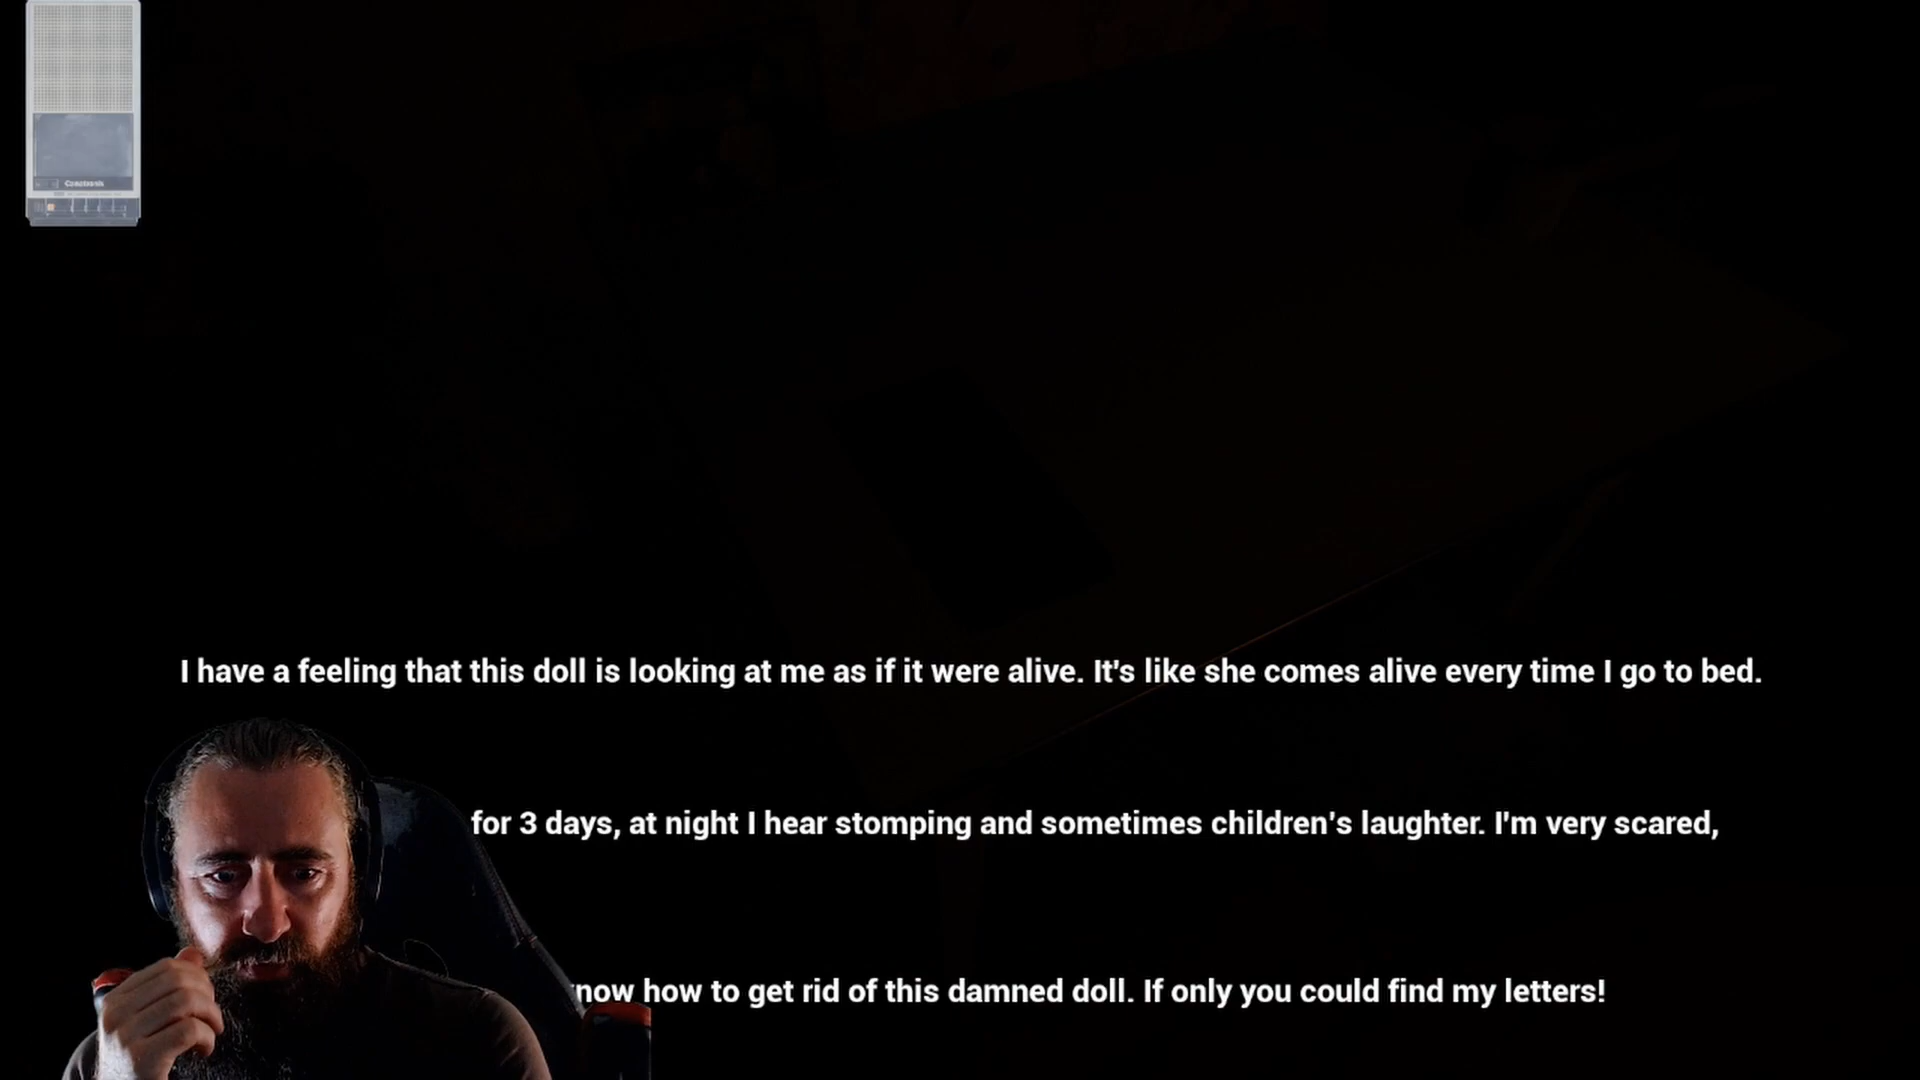 I have a feeling that this doll is looking at me as if it were alive. It's like she comes alive every time I go to bed.
for 3 days, at night I hear stomping and sometimes children's laughter. I'm very scared,
how to get rid of this damned doll. If only you could find my letters!